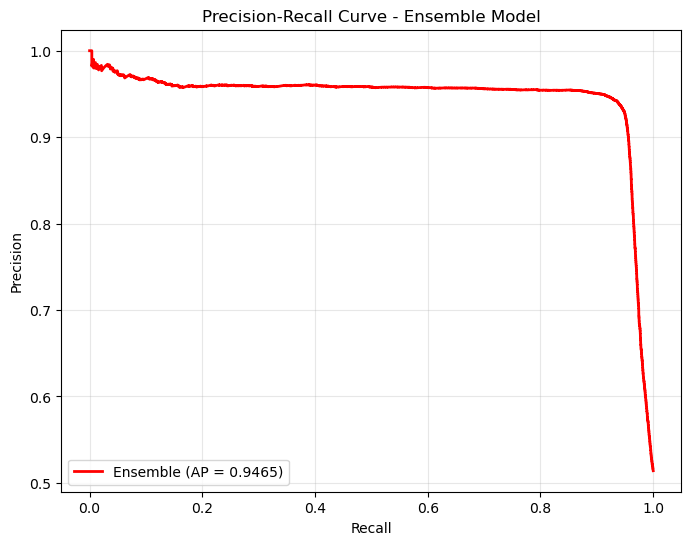 Precision-Recall Curve - Ensemble Model
1.0
0.9
0.8
0.7
0.6
0.5
Precision
Ensemble (AP = 0.9465)
0.0 0.2 0.4 0.6 0.8 1.0
Recall